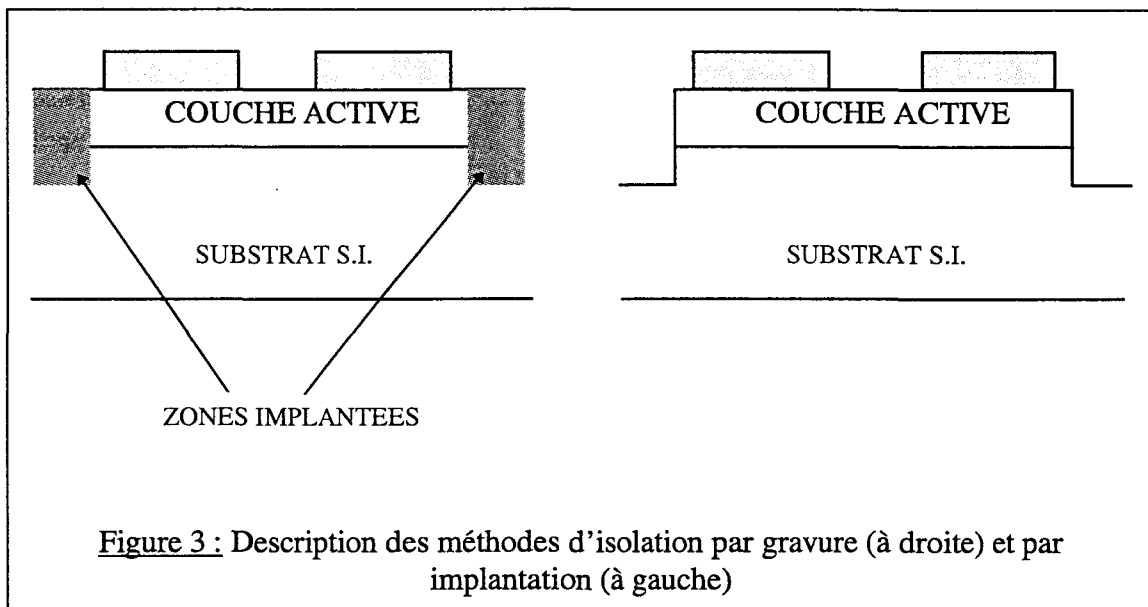 COUCHE ACTIVE
COUCHE ACTIVE
SUBSTRAT S.I.
SUBSTRAT S.I.
ZONES IMPLANTEES
Figure 3 : Description des méthodes d'isolation par gravure (à droite) et par
implantation (à gauche)